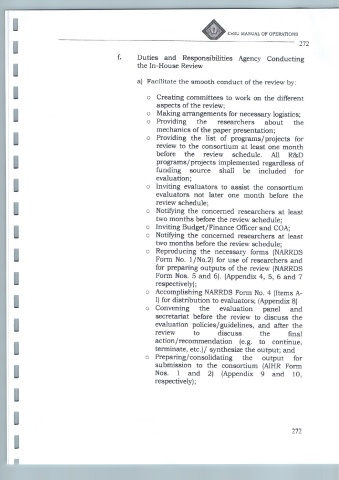 CvSU MANUAL OF OPERATIONS
272
f. Duties and Responsibilities Agency Conducting
the In-House Review
a) Facilitate the smooth conduct of the review by:
o Creating committees to work on the different
aspects of the review;
o Making arrangements for necessary logistics;
o Providing the researchers about the
mechanics of the paper presentation;
o Providing the list of programs/projects for
review to the consortium at least one month
before the review schedule. All R&D
programs/projects implemented regardless of
funding source shall be included for
evaluation;
o Inviting evaluators to assist the consortium
evaluators not later one month before the
review schedule;
o Notifying the concerned researchers at least
two months before the review schedule;
o Inviting Budget/Finance Officer and COA;
o Notifying the concerned researchers at least
two months before the review schedule;
o Reproducing the necessary forms (NARRDS
Form No. 1/No.2) for use of researchers and
for preparing outputs of the review (NARRDS
Form Nos. 5 and 6). (Appendix 4, 5, 6 and 7
respectively);
o Accomplishing NARRDS Form No. 4 (Items A-
I) for distribution to evaluators; (Appendix 8)
o Convening the evaluation panel and
secretariat before the review to discuss the
evaluation policies/guidelines, and after the
review to discuss the final
action/recommendation (e.g. to continue,
terminate, etc.)/ synthesize the output; and
o Preparing/consolidating the output for
submission to the consortium (AIHR Form
Nos. 1 and 2) (Appendix 9 and 10,
respectively);
272